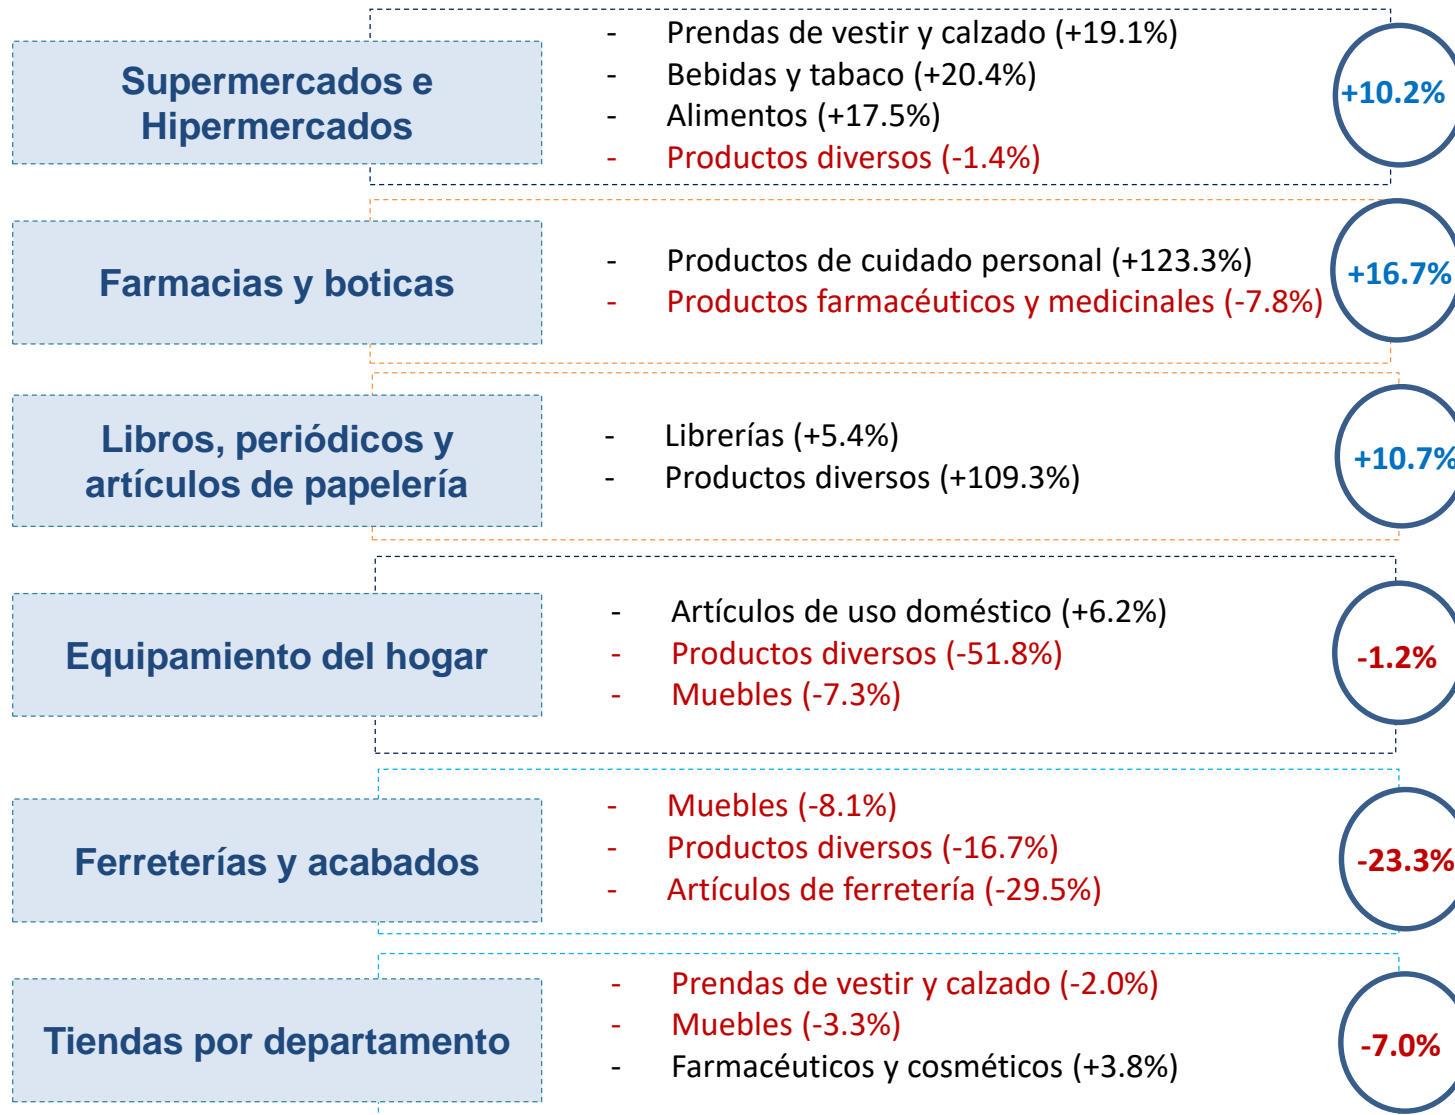 Supermercados e
Hipermercados
- Prendas de vestir y calzado (+19.1%)
- Bebidas y tabaco (+20.4%)
- Alimentos (+17.5%)
- Productos diversos (-1.4%)
+10.2%
Farmacias y boticas
- Productos de cuidado personal (+123.3%)
- Productos farmacéuticos y medicinales (-7.8%)
+16.7%
Libros, periódicos y
artículos de papelería
- Librerías (+5.4%)
- Productos diversos (+109.3%)
+10.7%
Equipamiento del hogar
- Artículos de uso doméstico (+6.2%)
- Productos diversos (-51.8%)
- Muebles (-7.3%)
-1.2%
Ferreterías y acabados
- Muebles (-8.1%)
- Productos diversos (-16.7%)
- Artículos de ferretería (-29.5%)
-23.3%
Tiendas por departamento
- Prendas de vestir y calzado (-2.0%)
- Muebles (-3.3%)
- Farmacéuticos y cosméticos (+3.8%)
-7.0%